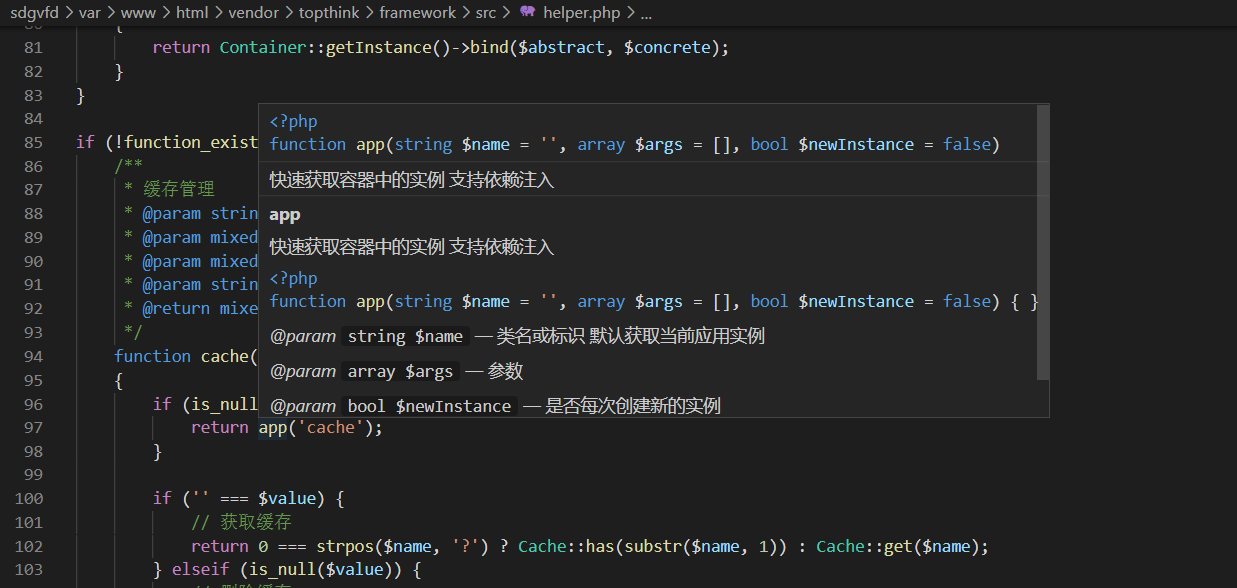 sdgvfd > var > www > html > vendor > topthink > framework > src > helper.php > ...
81 return Container::getInstance()->bind($abstract, $concrete);
82 }
83 }
84
85 if (!function_exist
86 /**
87 * 缓存管理
88 * @param strin
89 * @param mixed
90 * @param mixed
91 * @param strin
92 * @return mixe
93 */
94 function cache(
95 {
96 if (is_null
97 return app('cache');
98 }
99
100 if ('' === $value) {
101 // 获取缓存
102 return 0 === strpos($name, '?') ? Cache::has(substr($name, 1)) : Cache::get($name);
103 } elseif (is_null($value)) {
// 删除缓存
<?php
function app(string $name = '', array $args = [], bool $newInstance = false)
快速获取容器中的实例 支持依赖注入
app
快速获取容器中的实例 支持依赖注入
<?php
function app(string $name = '', array $args = [], bool $newInstance = false) { }
@param string $name — 类名或标识 默认获取当前应用实例
@param array $args — 参数
@param bool $newInstance — 是否每次创建新的实例